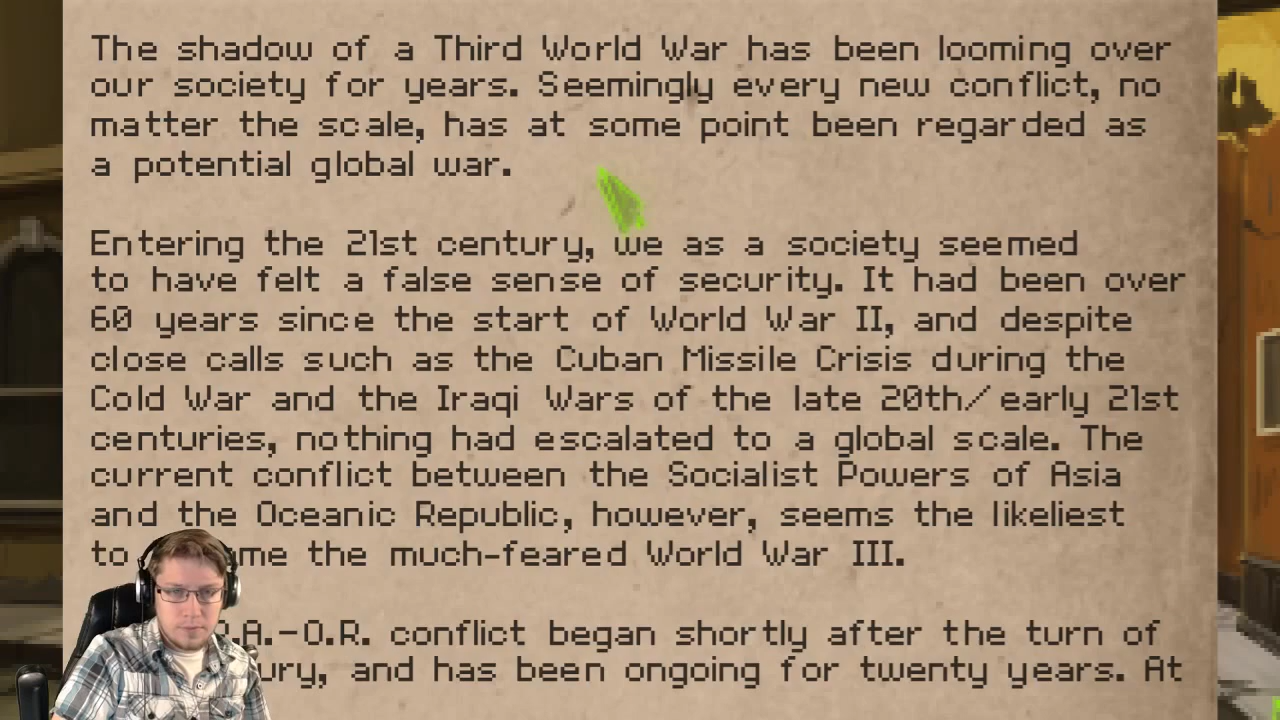 The shadow of a Third World War has been looming over
our society for years. Seemingly every new conflict, no
matter the scale, has at some point been regarded as
a potential global war.
Entering the 21st century, we as a society seemed
to have felt a false sense of security. It had been over
60 years since the start of World War II, and despite
close calls such as the Cuban Missile Crisis during the
Cold War and the Iraqi Wars of the late 20th/early 21st
centuries, nothing had escalated to a global scale. The
current conflict between the Socialist Powers of Asia
and the Oceanic Republic, however, seems the likeliest
to the much-feared World War III.
.A.-O.R. conflict began shortly after the turn of
and has been ongoing for twenty years. At